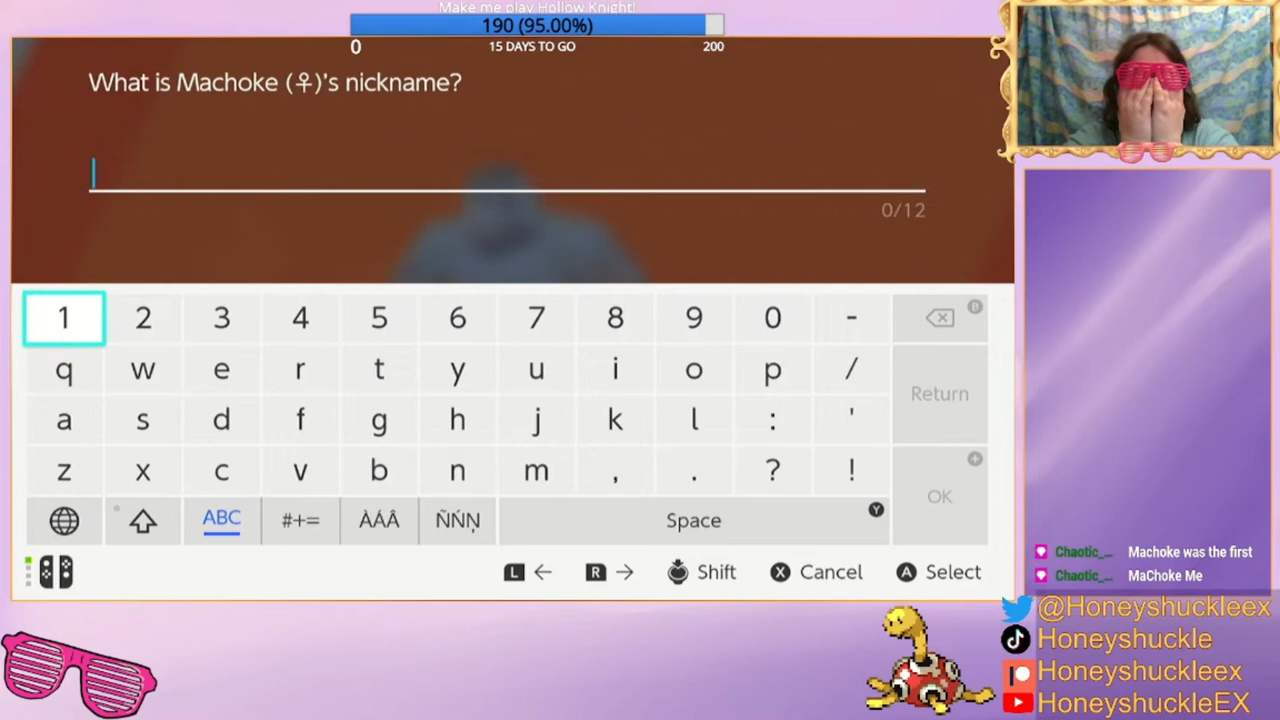 Make me play Hollow Knight!
190 (95.00%)
0 15 DAYS TO GO 200
What is Machoke (♀)'s nickname?
0/12
1 2 3 4 5 6 7 8 9 0 -
q w e r t y u i o p /
Return
a s d f g h j k l : '
z x c v b n m , . ? !
OK
ABC #+= ÀÁÂ ÑŃŅ Space Y
L ← R → Shift X Cancel A Select
Chaotic_... Machoke was the first
Chaotic_... MaChoke Me
@Honeyshuckleex
Honeyshuckle
Honeyshuckleex
HoneyshuckleEX